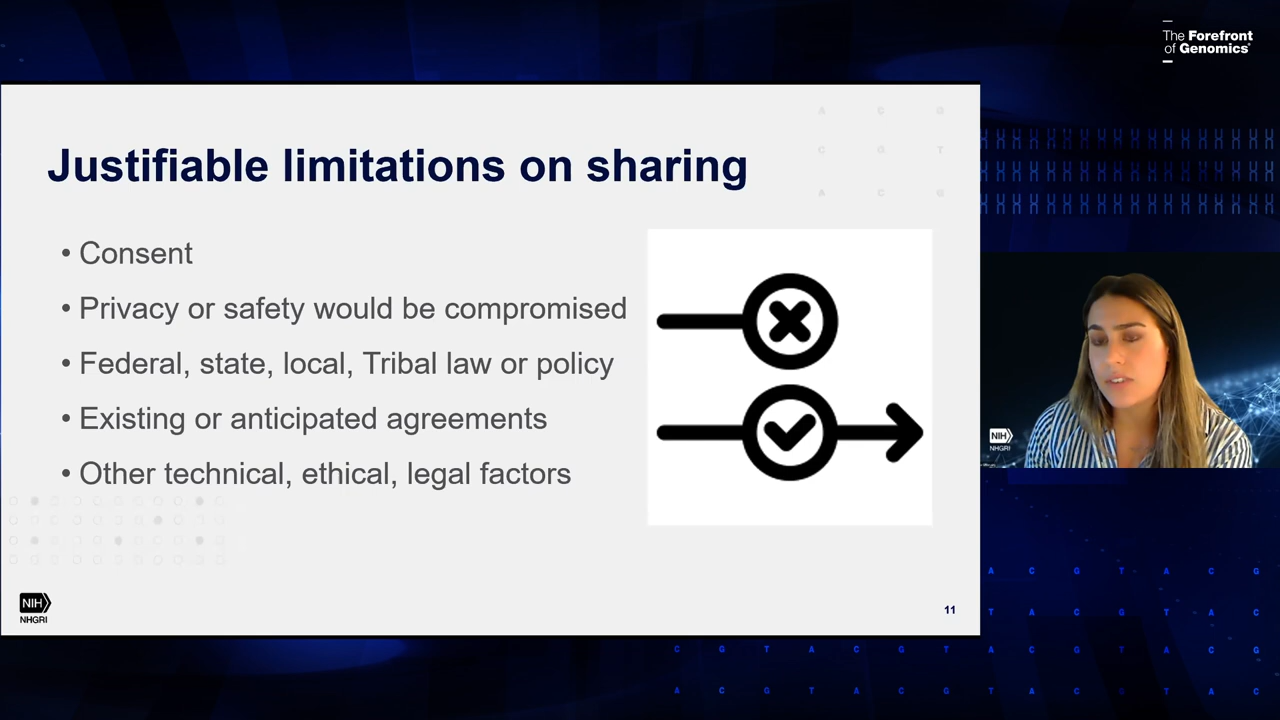 The Forefront
of Genomics®
A C G
C G T
A C G
Justifiable limitations on sharing
• Consent
• Privacy or safety would be compromised
• Federal, state, local, Tribal law or policy
• Existing or anticipated agreements
• Other technical, ethical, legal factors
NIH
NHGRI
11
NIH
NHGRI
A C G T A C G
T A C G T A C
C G T A C G T A C G T A C G
A C G T A C G T A C G T A C